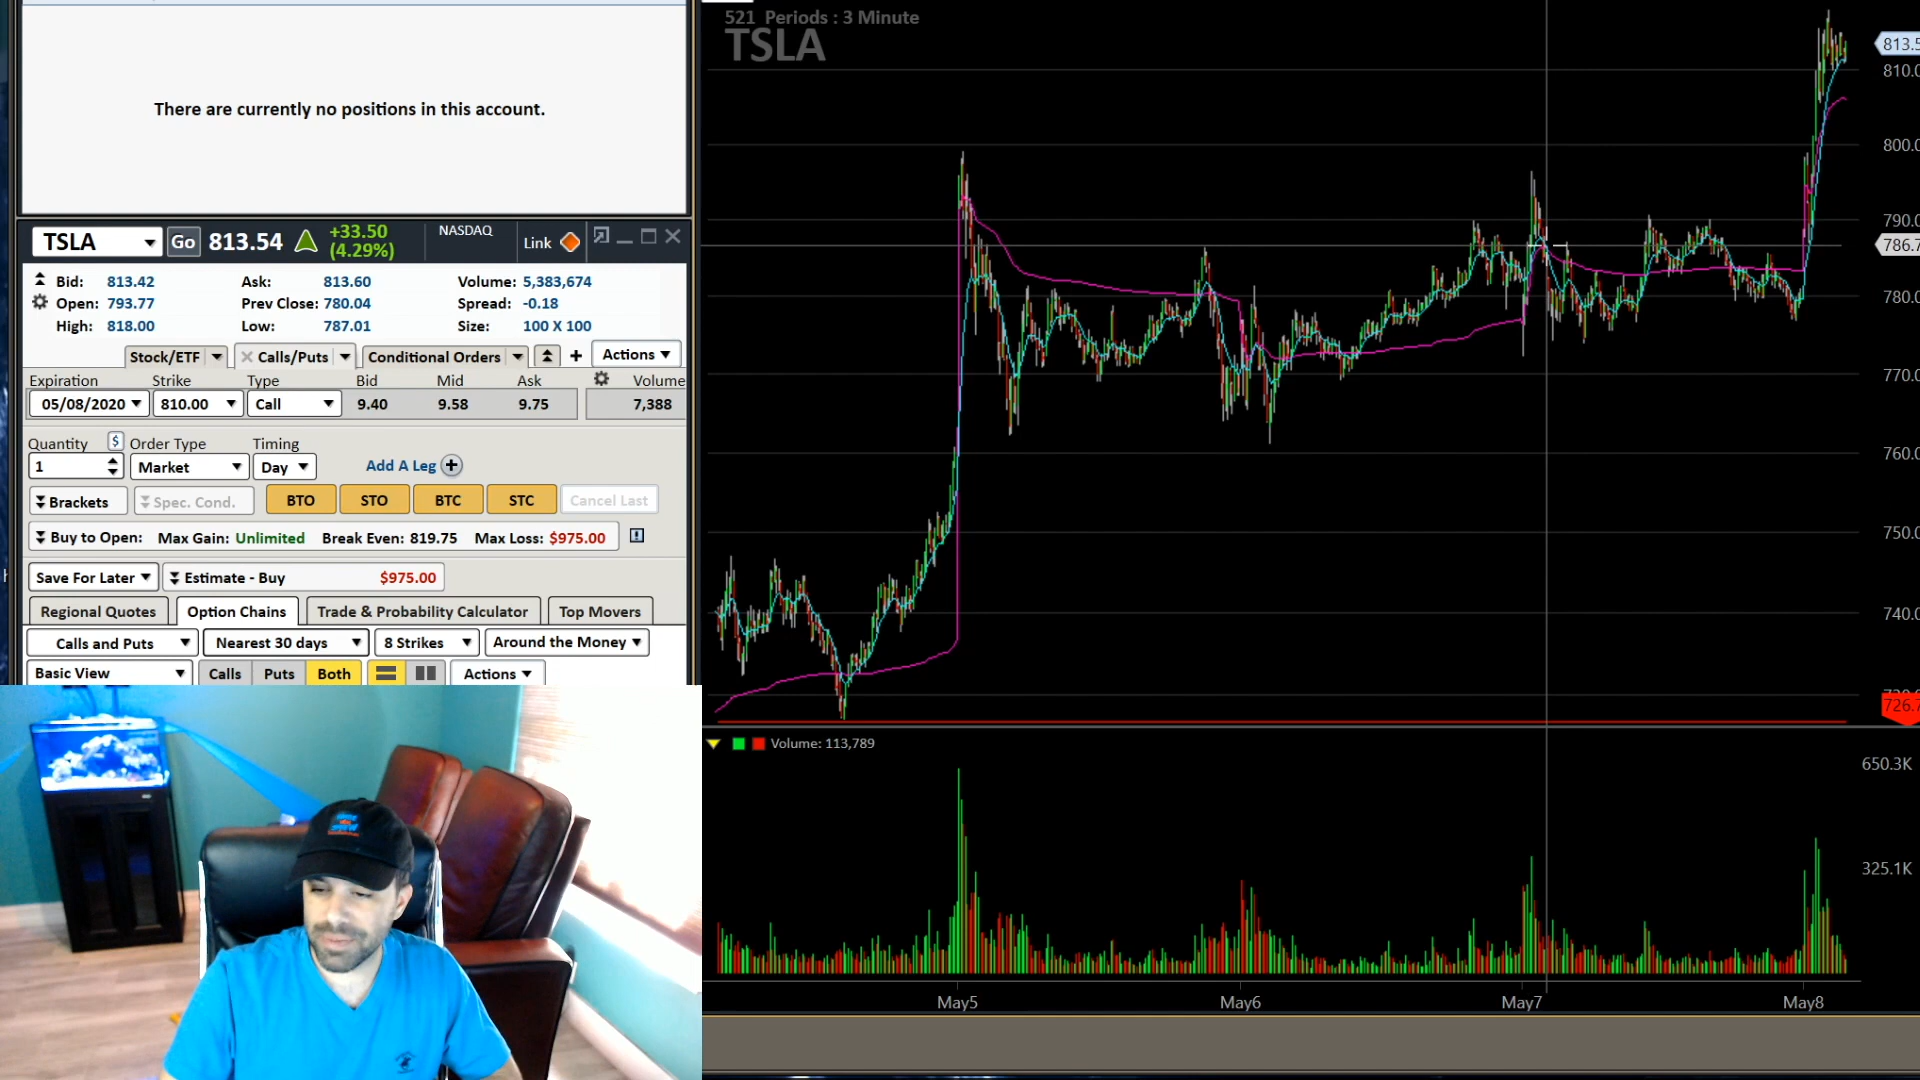 There are currently no positions in this account.
TSLA
Go
813.54
+33.50
(4.29%)
NASDAQ
Link
Bid: 813.42 Ask: 813.60 Volume: 5,383,674
Open: 793.77 Prev Close: 780.04 Spread: -0.18
High: 818.00 Low: 787.01 Size: 100 X 100
Stock/ETF Calls/Puts Conditional Orders + Actions
Expiration Strike Type Bid Mid Ask Volume
05/08/2020 810.00 Call 9.40 9.58 9.75 7,388
Quantity $ Order Type Timing
1 Market Day Add A Leg +
Brackets Spec. Cond. BTO STO BTC STC Cancel Last
Buy to Open: Max Gain: Unlimited Break Even: 819.75 Max Loss: $975.00
Save For Later Estimate - Buy $975.00
Regional Quotes Option Chains Trade & Probability Calculator Top Movers
Calls and Puts Nearest 30 days 8 Strikes Around the Money
Basic View Calls Puts Both Actions
521 Periods : 3 Minute
TSLA
813.5
810.0
800.0
790.0
786.7
780.0
770.0
760.0
750.0
740.0
726.7
Volume: 113,789
650.3K
325.1K
May5 May6 May7 May8